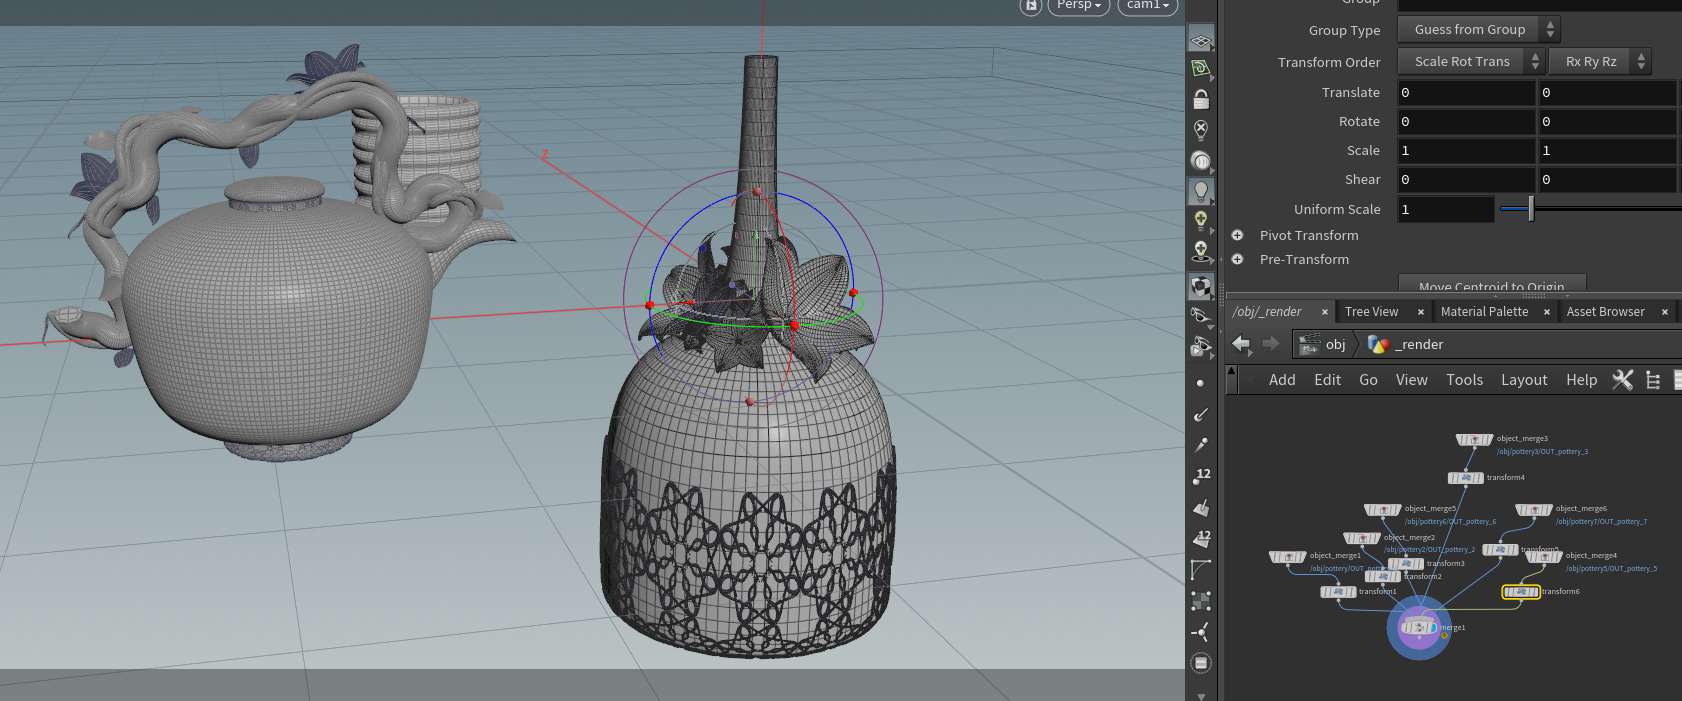 Persp
cam1
Group
Group Type
Guess from Group
Transform Order
Scale Rot Trans
Rx Ry Rz
Translate
0
0
Rotate
0
0
Scale
1
1
Shear
0
0
Uniform Scale
1
Pivot Transform
Pre-Transform
Move Centroid to Origin
/obj/_render
×
Tree View
×
Material Palette
×
Asset Browser
×
obj
_render
Add
Edit
Go
View
Tools
Layout
Help
z
12
12
object_merge3
/obj/pottery3/OUT_pottery_3
transform4
object_merge5
/obj/pottery6/OUT_pottery_6
object_merge6
/obj/pottery7/OUT_pottery_7
object_merge2
/obj/pottery2/OUT_pottery_2
object_merge1
/obj/pottery/OUT_pott
transform3
transform2
object_merge4
/obj/pottery5/OUT_pottery_5
transform1
transform6
merge1